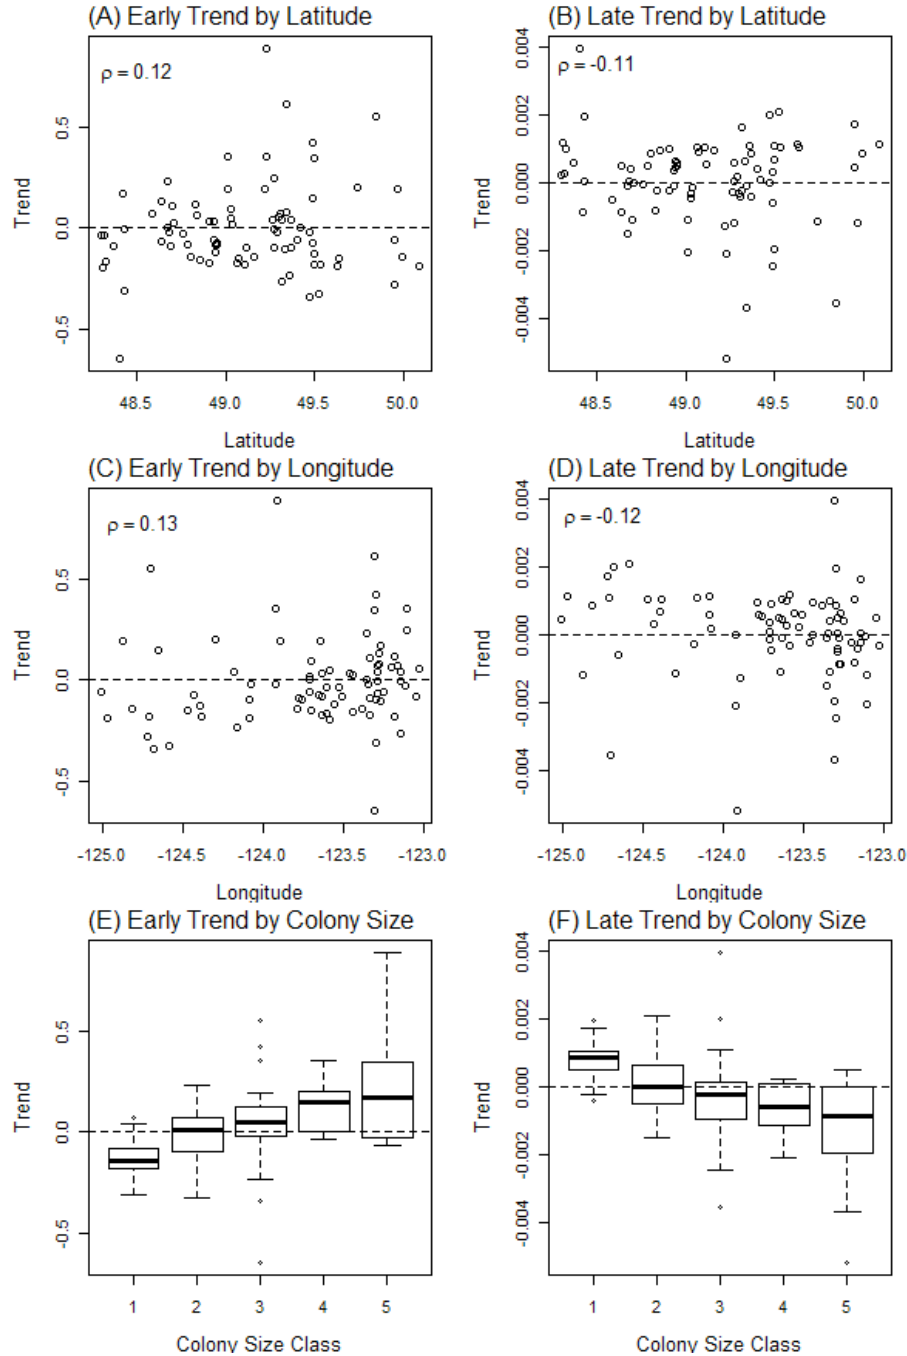 (A) Early Trend by Latitude
ρ = 0.12
Trend
0.5
0.0
-0.5
48.5 49.0 49.5 50.0
Latitude
(B) Late Trend by Latitude
ρ = -0.11
Trend
0.004
0.002
0.000
-0.002
-0.004
48.5 49.0 49.5 50.0
Latitude
(C) Early Trend by Longitude
ρ = 0.13
Trend
0.5
0.0
-0.5
-125.0 -124.5 -124.0 -123.5 -123.0
Longitude
(D) Late Trend by Longitude
ρ = -0.12
Trend
0.004
0.002
0.000
-0.002
-0.004
-125.0 -124.5 -124.0 -123.5 -123.0
Longitude
(E) Early Trend by Colony Size
Trend
0.5
0.0
-0.5
1 2 3 4 5
Colony Size Class
(F) Late Trend by Colony Size
Trend
0.004
0.002
0.000
-0.002
-0.004
1 2 3 4 5
Colony Size Class